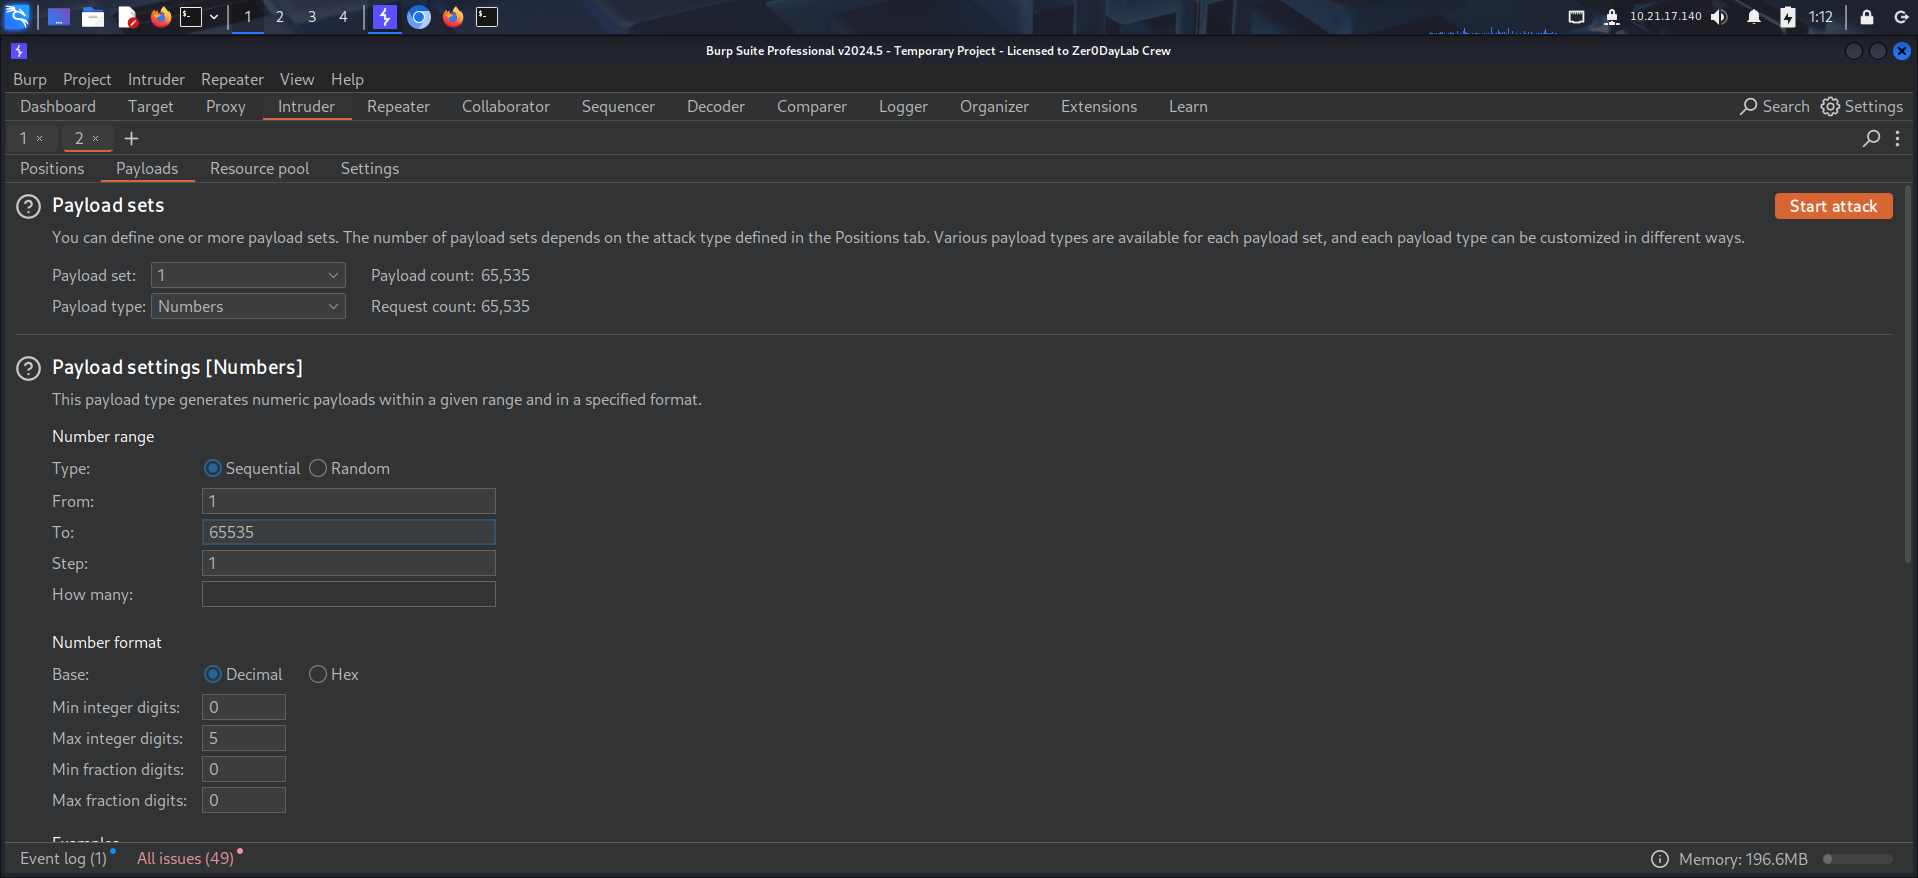 1 2 3 4 10.21.17.140 1:12
Burp Suite Professional v2024.5 - Temporary Project - Licensed to Zer0DayLab Crew
Burp Project Intruder Repeater View Help
Dashboard Target Proxy Intruder Repeater Collaborator Sequencer Decoder Comparer Logger Organizer Extensions Learn Search Settings
1 × 2 × +
Positions Payloads Resource pool Settings
? Payload sets Start attack
You can define one or more payload sets. The number of payload sets depends on the attack type defined in the Positions tab. Various payload types are available for each payload set, and each payload type can be customized in different ways.
Payload set: 1 Payload count: 65,535
Payload type: Numbers Request count: 65,535
? Payload settings [Numbers]
This payload type generates numeric payloads within a given range and in a specified format.
Number range
Type: Sequential Random
From: 1
To: 65535
Step: 1
How many:
Number format
Base: Decimal Hex
Min integer digits: 0
Max integer digits: 5
Min fraction digits: 0
Max fraction digits: 0
Examples
Event log (1) All issues (49) Memory: 196.6MB